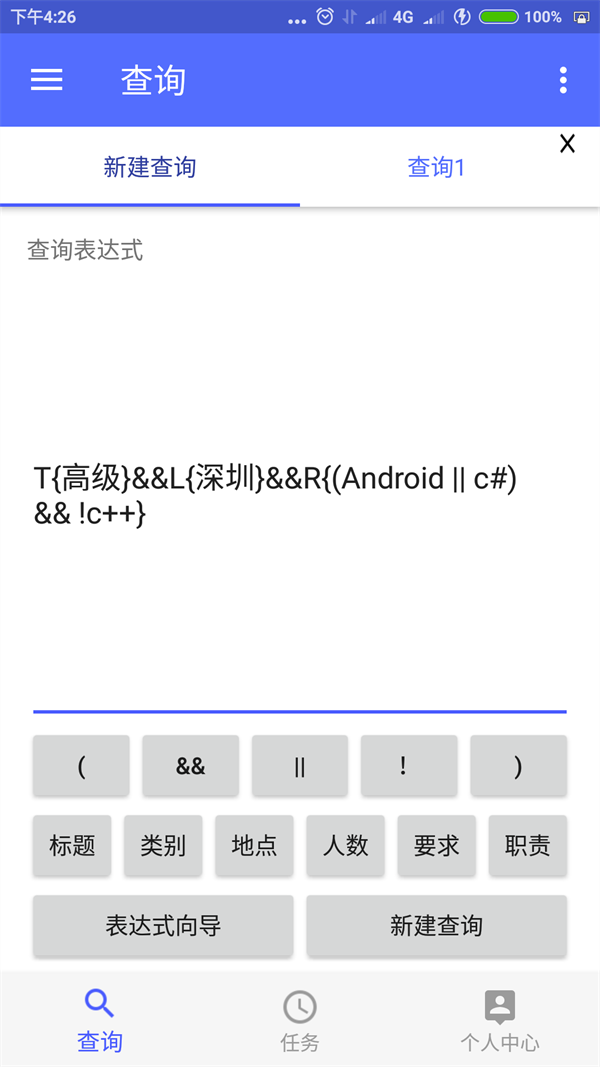 下午4:26 ... 4G 100%
查询
X
新建查询 查询1
查询表达式
T{高级}&&L{深圳}&&R{(Android || c#)
&& !c++}
( && || ! )
标题 类别 地点 人数 要求 职责
表达式向导 新建查询
查询 任务 个人中心